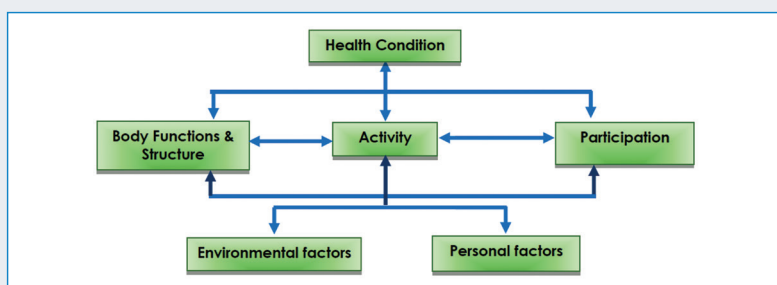 Health Condition
Body Functions &
Structure
Activity
Participation
Environmental factors
Personal factors